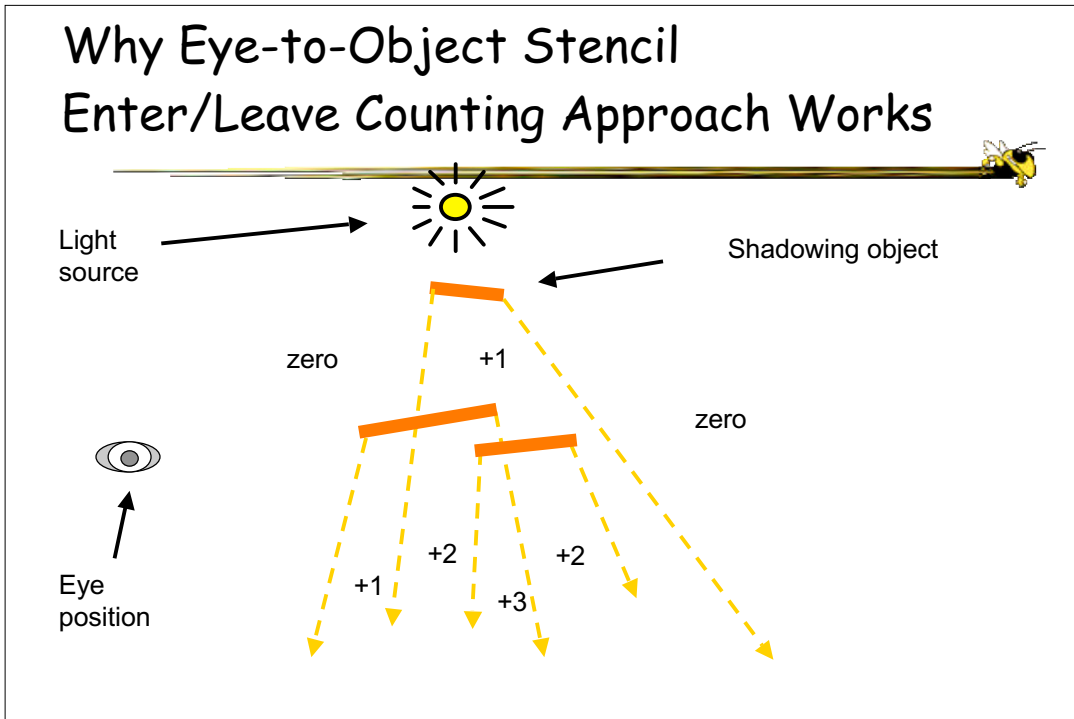 Why Eye-to-Object Stencil
Enter/Leave Counting Approach Works
Light
source
Shadowing object
zero
+1
zero
+2
+2
+1
+3
Eye
position